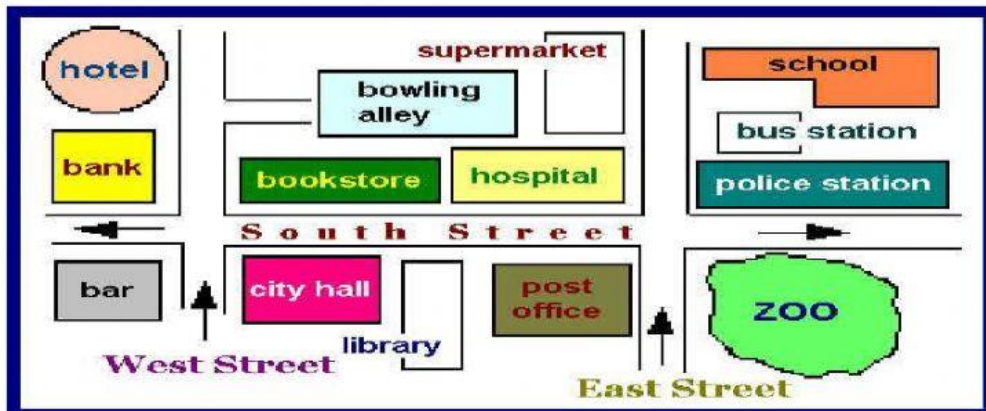 hotel
supermarket
school
bowling
alley
bus station
bank
bookstore
hospital
police station
South Street
bar
city hall
post
office
ZOO
library
West Street
East Street